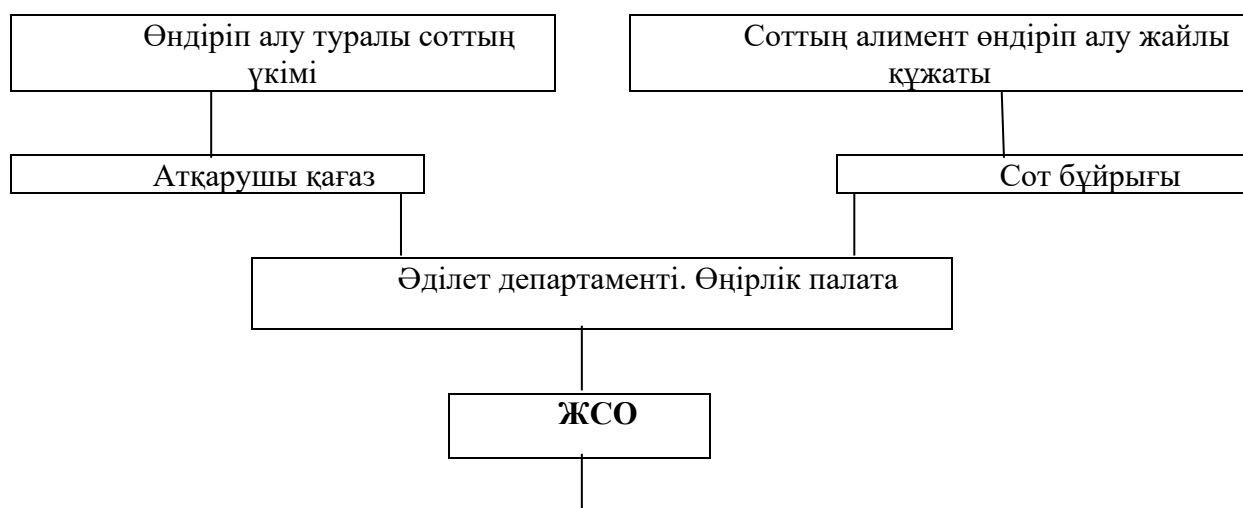 Өндіріп алу туралы соттың
үкімі
Соттың алимент өндіріп алу жайлы
құжаты
Атқарушы қағаз
Сот бұйрығы
Әділет департаменті. Өңірлік палата
ЖСО